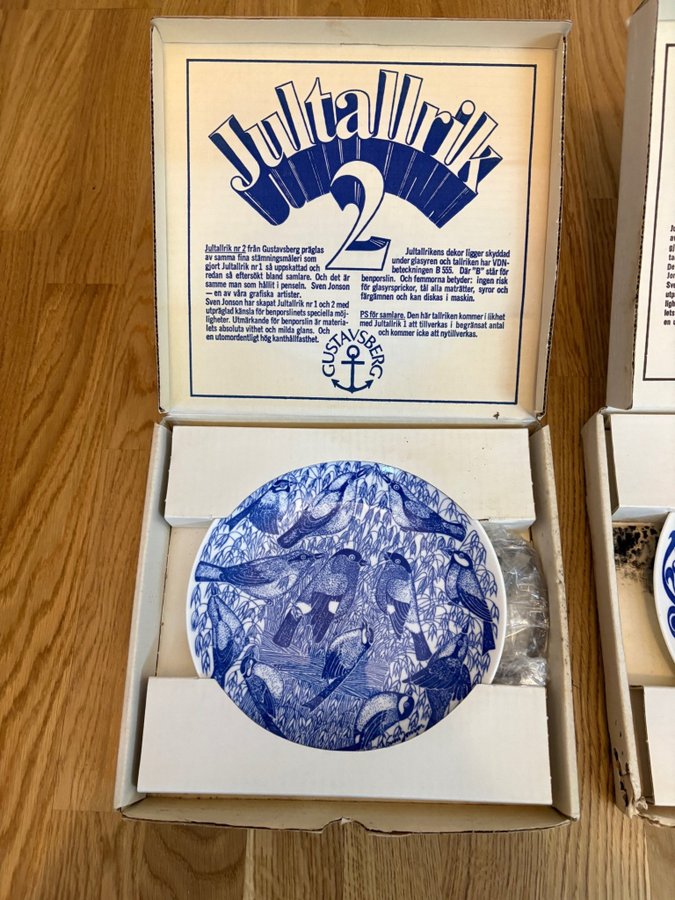 Jultallrik
2
Jultallrik nr 2 från Gustavsberg präglas
av samma fina stämningsmåleri som
gjort Jultallrik nr 1 så uppskattad och
redan så eftersökt bland samlare. Och det är
samme man som hållit i penseln. Sven Jonson
— en av våra grafiska artister.
Sven Jonson har skapat Jultallrik nr 1 och 2 med
utpräglad känsla för benporslinets speciella möj-
ligheter. Utmärkande för benporslin är materia-
lets absoluta vithet och milda glans. Och
en utomordentligt hög kanthållfasthet.
Jultallrikens dekor ligger skyddad
under glasyren och tallriken har VDN-
beteckningen B 555. Där "B" står för
benporslin. Och femmorna betyder: ingen risk
för glasyrsprickor, tål alla maträtter, syror och
färgämnen och kan diskas i maskin.
PS för samlare. Den här tallriken kommer i likhet
med Jultallrik 1 att tillverkas i begränsat antal
och kommer icke att nytillverkas.
GUSTAVSBERG